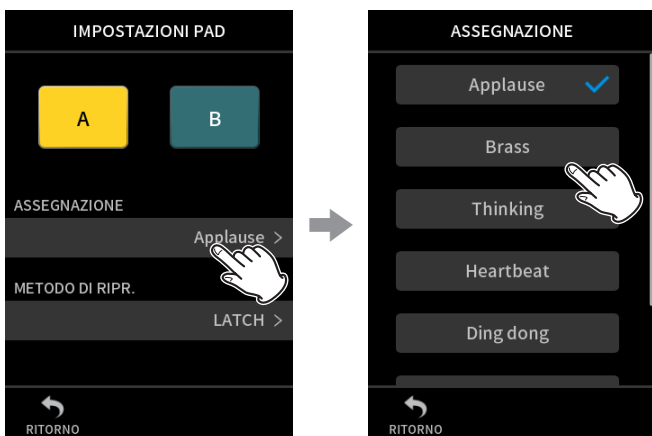 IMPOSTAZIONI PAD
A
B
ASSEGNAZIONE
Applause >
METODO DI RIPR.
LATCH >
RITORNO
ASSEGNAZIONE
Applause
Brass
Thinking
Heartbeat
Ding dong
RITORNO